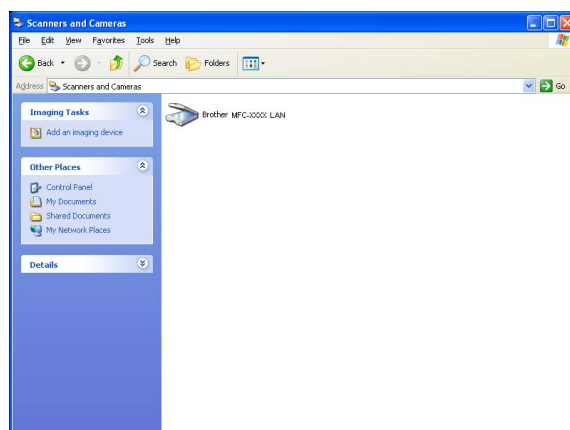 Scanners and Cameras
File Edit View Favorites Tools Help
Back Search Folders
Address Scanners and Cameras Go
Imaging Tasks
Add an imaging device
Other Places
Control Panel
My Documents
Shared Documents
My Network Places
Details
Brother MFC-XXXX LAN